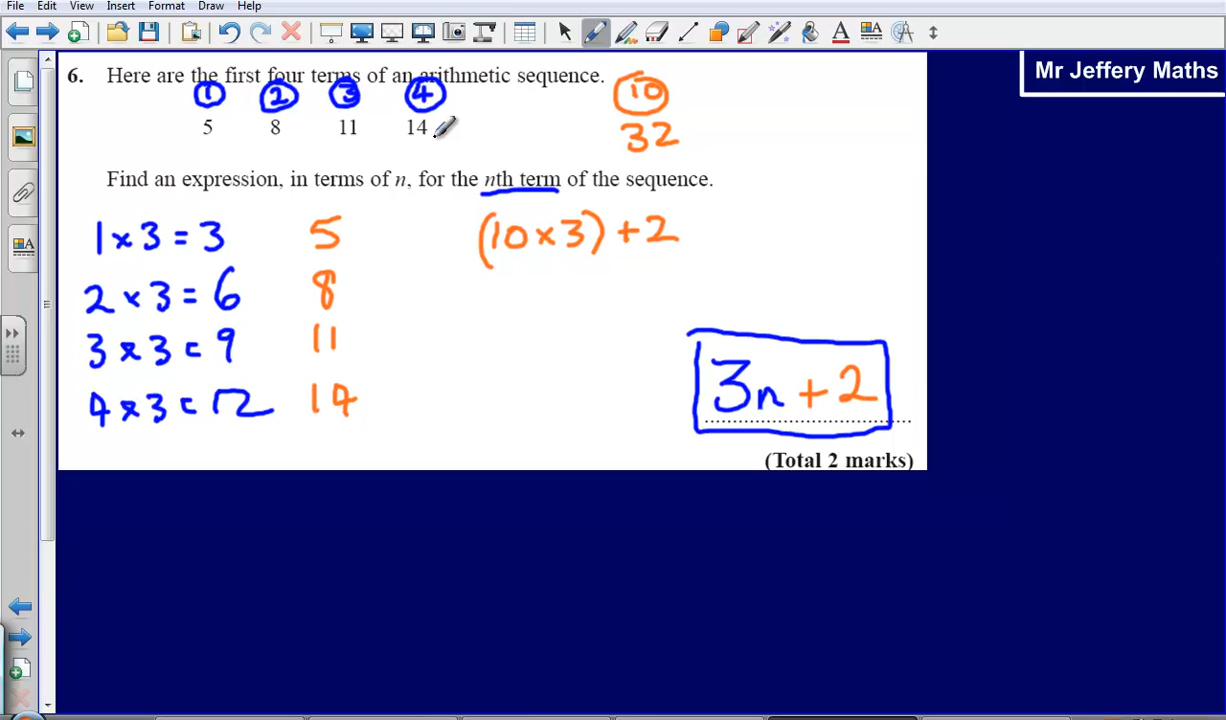 File Edit View Insert Format Draw Help
Mr Jeffery Maths
6. Here are the first four terms of an arithmetic sequence.
1 2 3 4 10
5 8 11 14 32
Find an expression, in terms of n, for the nth term of the sequence.
1 × 3 = 3 5 (10 × 3) + 2
2 × 3 = 6 8
3 × 3 = 9 11
4 × 3 = 12 14
3n + 2
(Total 2 marks)